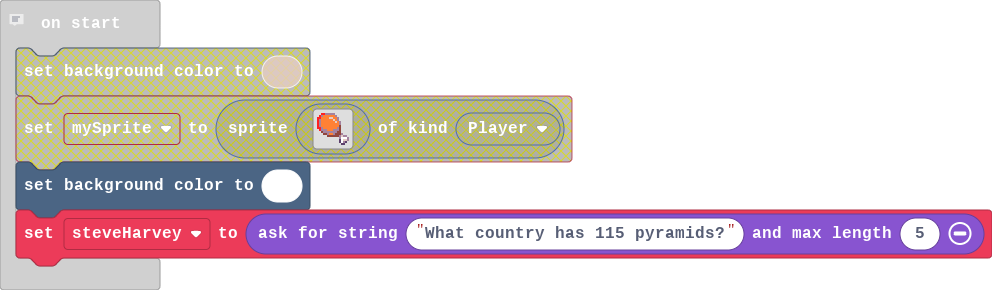 on start
set background color to
set mySprite to sprite of kind Player
set background color to
set steveHarvey to ask for string "What country has 115 pyramids?" and max length 5